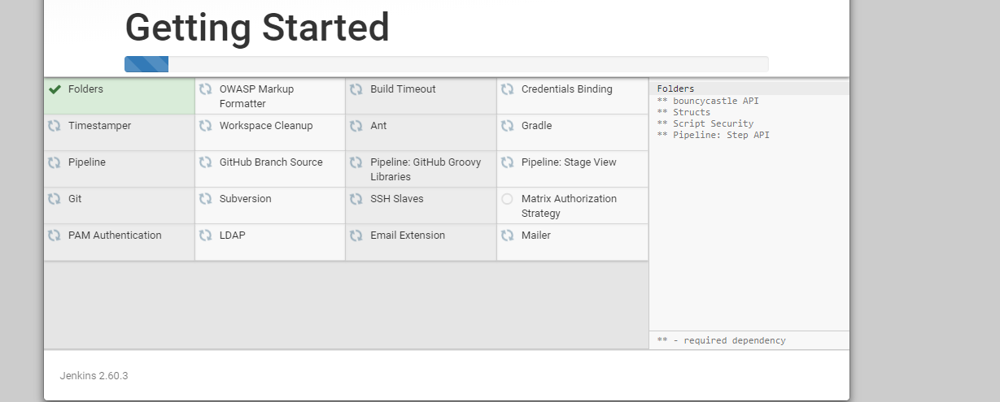 Getting Started
Folders
OWASP Markup
Formatter
Build Timeout
Credentials Binding
Timestamper
Workspace Cleanup
Ant
Gradle
Pipeline
GitHub Branch Source
Pipeline: GitHub Groovy
Libraries
Pipeline: Stage View
Git
Subversion
SSH Slaves
Matrix Authorization
Strategy
PAM Authentication
LDAP
Email Extension
Mailer
Folders
** bouncycastle API
** Structs
** Script Security
** Pipeline: Step API
** - required dependency
Jenkins 2.60.3